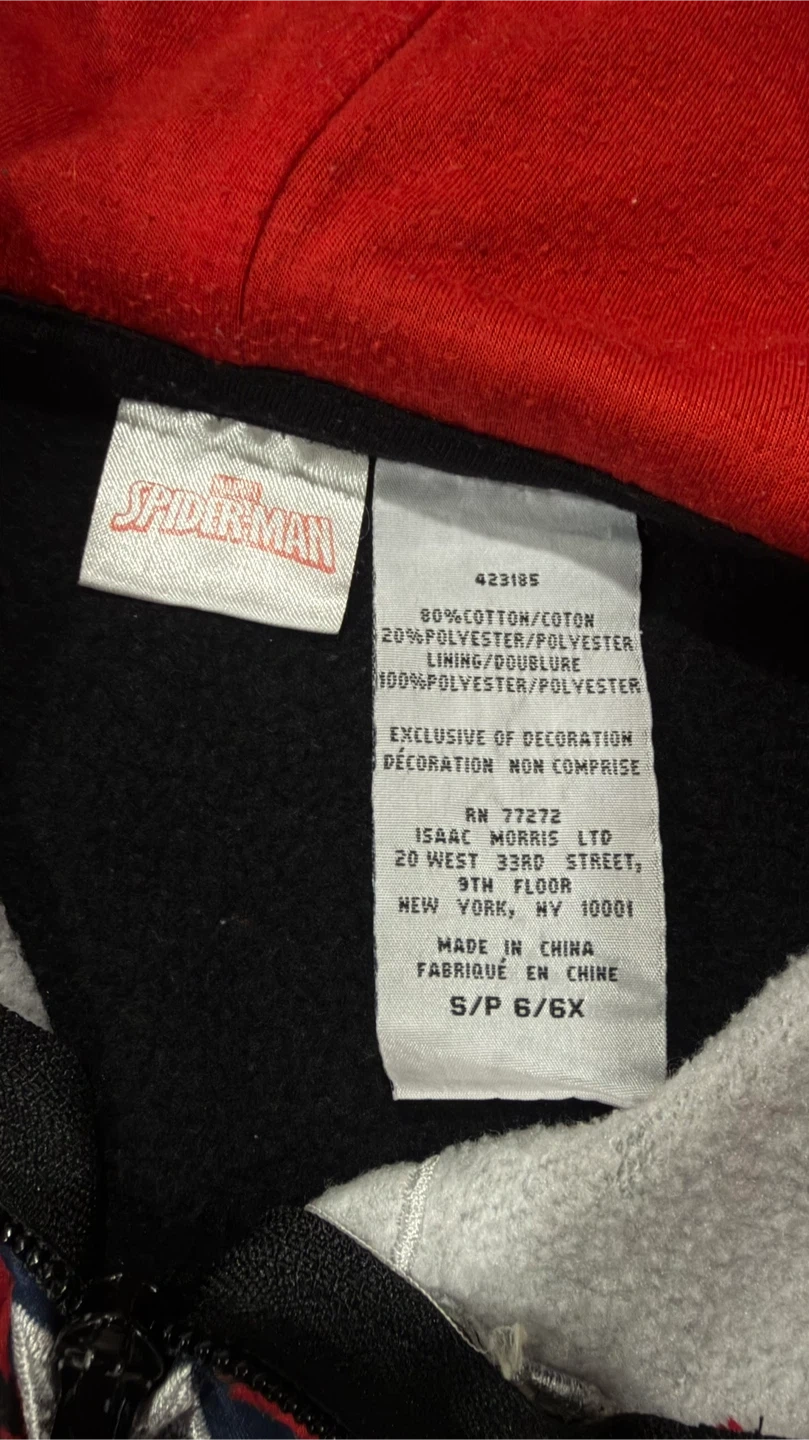 SPIDER-MAN
423185
80%COTTON/COTON
20%POLYESTER/POLYESTER
LINING/DOUBLURE
100%POLYESTER/POLYESTER
EXCLUSIVE OF DECORATION
DÉCORATION NON COMPRISE
RN 77272
ISAAC MORRIS LTD
20 WEST 33RD STREET,
9TH FLOOR
NEW YORK, NY 10001
MADE IN CHINA
FABRIQUÉ EN CHINE
S/P 6/6X